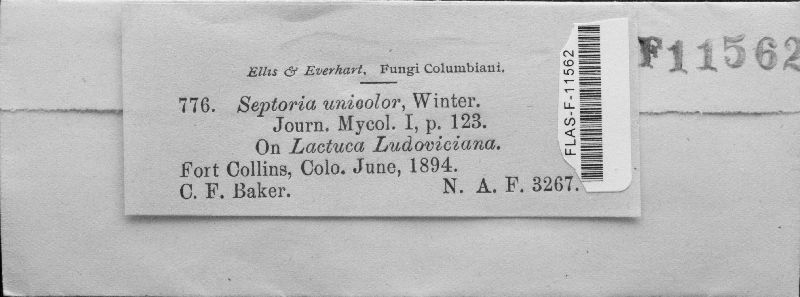 Ellis & Everhart, Fungi Columbiani.
776. Septoria unicolor, Winter.
Journ. Mycol. I, p. 123.
On Lactuca Ludoviciana.
Fort Collins, Colo. June, 1894.
C. F. Baker. N. A. F. 3267.
FLAS-F-11562
F11562